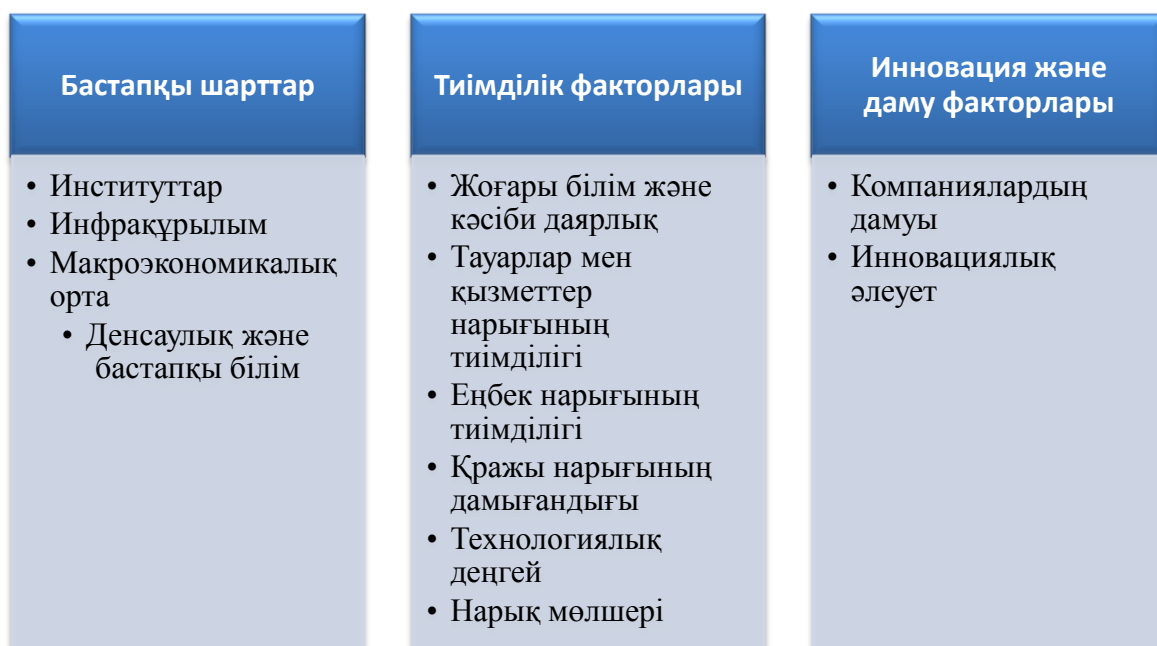 Бастапқы шарттар
• Институттар
• Инфрақұрылым
• Макроэкономикалық
орта
• Денсаулық және
бастапқы білім
Тиімділік факторлары
• Жоғары білім және
кәсіби даярлық
• Тауарлар мен
қызметтер
нарығының
тиімділігі
• Еңбек нарығының
тиімділігі
• Қражы нарығының
дамығандығы
• Технологиялық
деңгей
• Нарық мөлшері
Инновация және
даму факторлары
• Компаниялардың
дамуы
• Инновациялық
әлеует